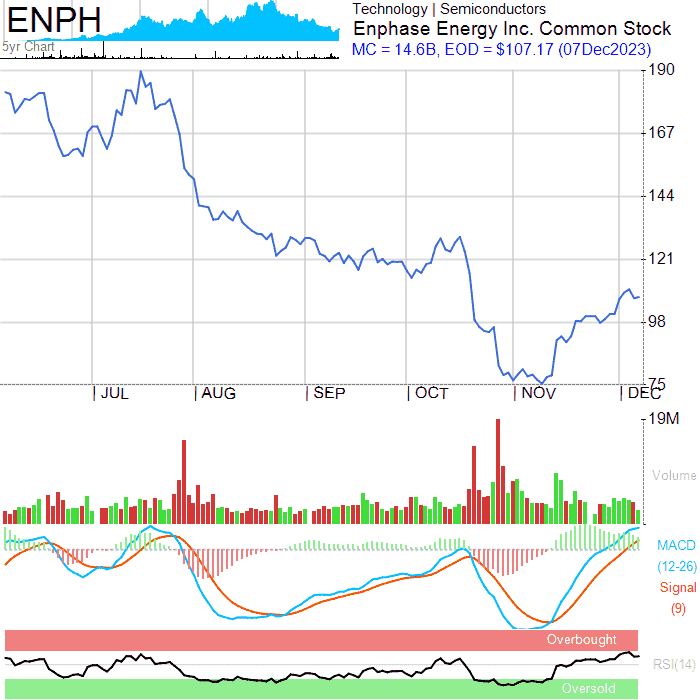 ENPH
5yr Chart
Technology | Semiconductors
Enphase Energy Inc. Common Stock
MC = 14.6B, EOD = $107.17 (07Dec2023)
190
167
144
121
98
75
JUL
AUG
SEP
OCT
NOV
DEC
19M
Volume
MACD
(12-26)
Signal
(9)
Overbought
RSI(14)
Oversold